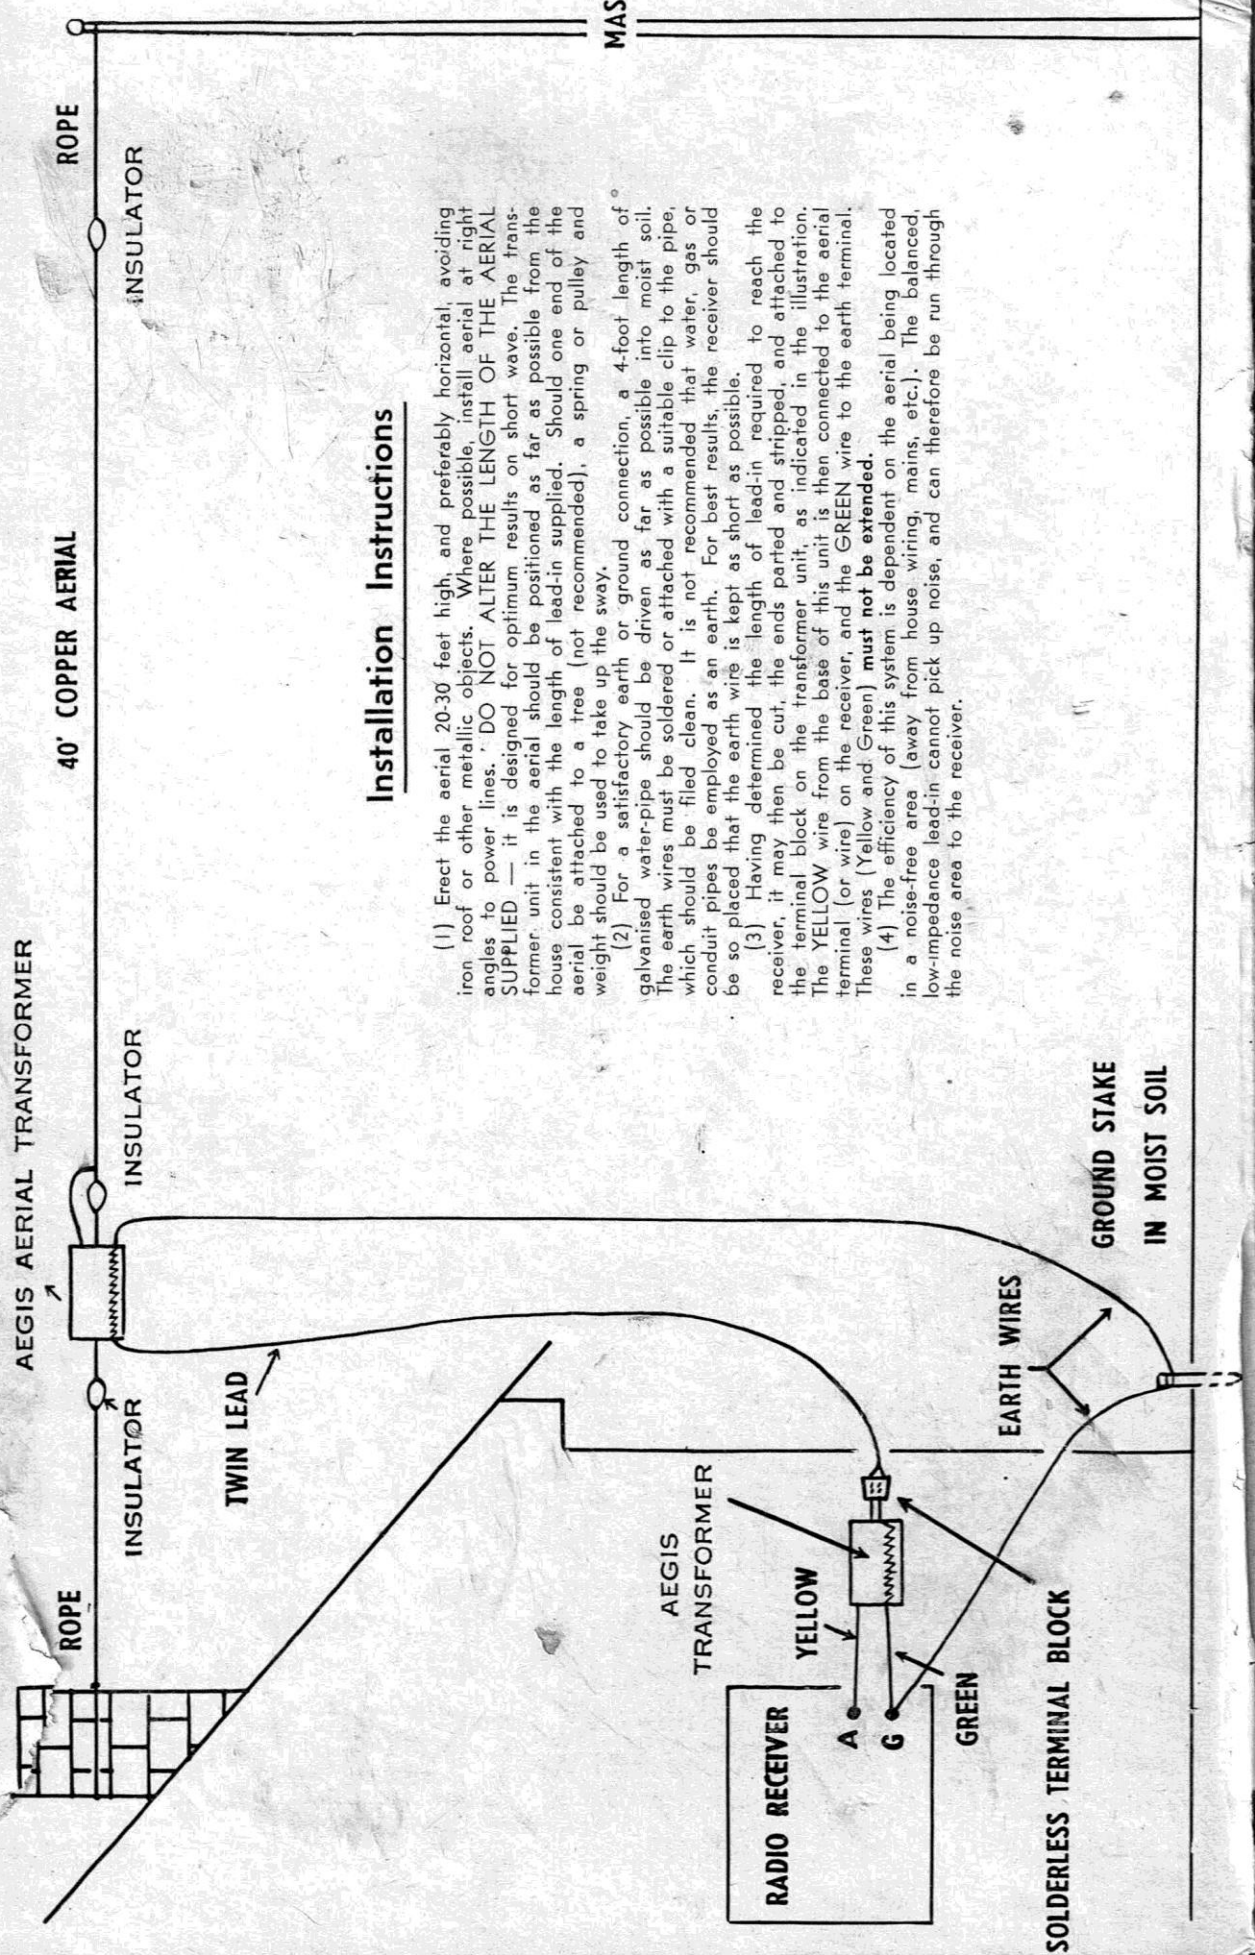 AEGIS AERIAL TRANSFORMER
ROPE
40' COPPER AERIAL
ROPE
INSULATOR
INSULATOR
INSULATOR
TWIN LEAD
MAS
Installation Instructions
(1) Erect the aerial 20-30 feet high, and preferably horizontal, avoiding
iron roof or other metallic objects. Where possible, install aerial at right
angles to power lines. DO NOT ALTER THE LENGTH OF THE AERIAL
SUPPLIED — it is designed for optimum results on short wave. The trans-
former unit in the aerial should be positioned as far as possible from the
house consistent with the length of lead-in supplied. Should one end of the
aerial be attached to a tree (not recommended), a spring or pulley and
weight should be used to take up the sway.
(2) For a satisfactory earth or ground connection, a 4-foot length of
galvanised water-pipe should be driven as far as possible into moist soil.
The earth wires must be soldered or attached with a suitable clip to the pipe,
which should be filed clean. It is not recommended that water, gas or
conduit pipes be employed as an earth. For best results, the receiver should
be so placed that the earth wire is kept as short as possible.
(3) Having determined the length of lead-in required to reach the
receiver, it may then be cut, the ends parted and stripped, and attached to
the terminal block on the transformer unit, as indicated in the illustration.
The YELLOW wire from the base of this unit is then connected to the aerial
terminal (or wire) on the receiver, and the GREEN wire to the earth terminal.
These wires (Yellow and Green) must not be extended.
(4) The efficiency of this system is dependent on the aerial being located
in a noise-free area (away from house wiring, mains, etc.). The balanced,
low-impedance lead-in cannot pick up noise, and can therefore be run through
the noise area to the receiver.
AEGIS
TRANSFORMER
YELLOW
RADIO RECEIVER
A
G
GREEN
SOLDERLESS TERMINAL BLOCK
EARTH WIRES
GROUND STAKE
IN MOIST SOIL